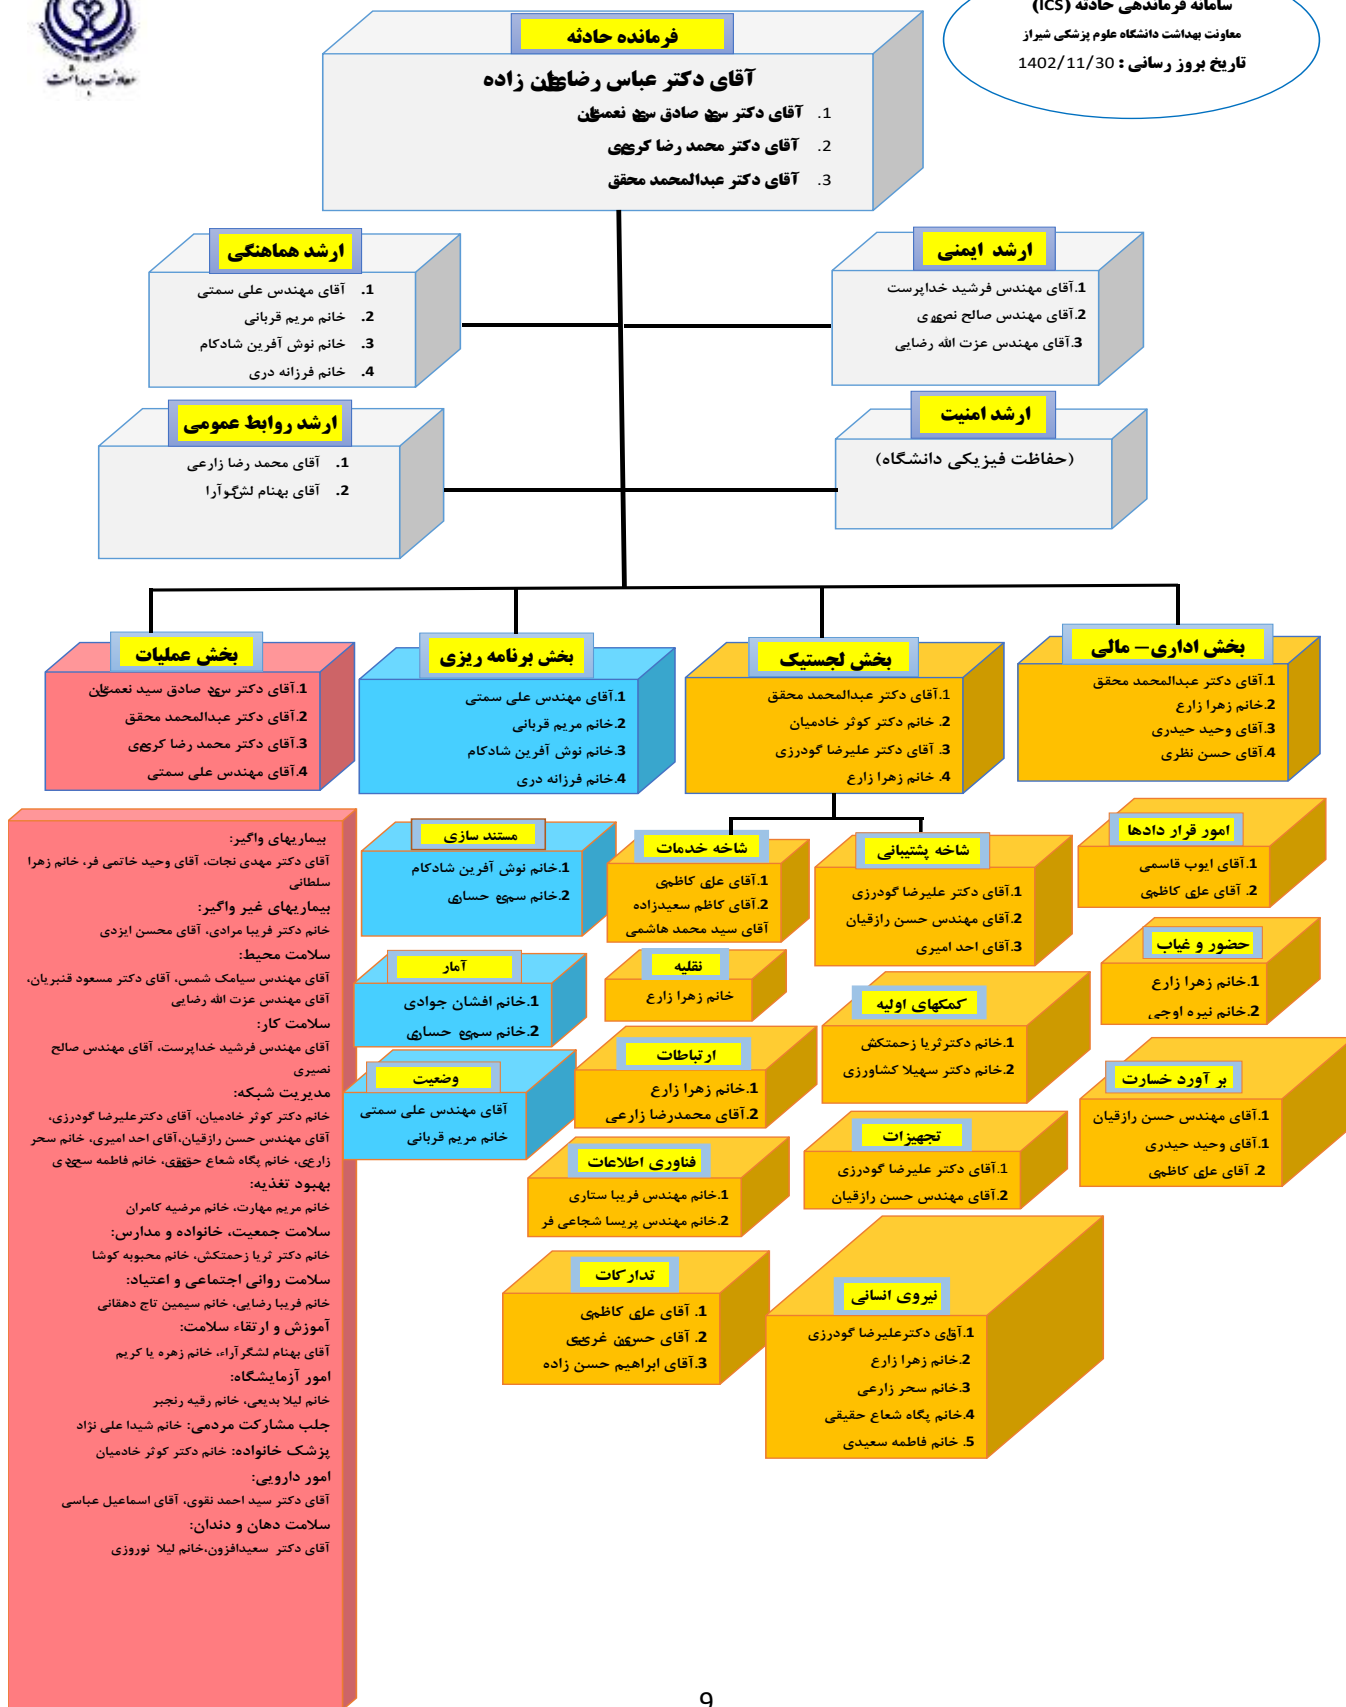 سامانه فرماندهی حادثه (ICS)
معاونت بهداشت دانشگاه علوم پزشکی شیراز
تاریخ بروز رسانی : 1402/11/30
معاونت بهداشت
فرمانده حادثه
آقای دکتر عباس رضا زاده
1. آقای دکتر صادق
2. آقای دکتر محمد رضا
3. آقای دکتر عبدالمحمد محقق
ارشد هماهنگی
1. آقای مهندس علی سمتی
2. خانم مریم قربانی
3. خانم نوش آفرین شادکام
4. خانم فرزانه دری
ارشد ایمنی
1.آقای مهندس فرشید خداپرست
2.آقای مهندس صالح
3.آقای مهندس عزت الله رضایی
ارشد روابط عمومی
1. آقای محمد رضا زارعی
2. آقای بهنام
ارشد امنیت
(حفاظت فیزیکی دانشگاه)
بخش اداری– مالی
1.آقای دکتر عبدالمحمد محقق
2.خانم زهرا زارع
3.آقای وحید حیدری
4.آقای حسن نظری
بخش لجستیک
1.آقای دکتر عبدالمحمد محقق
2. خانم دکتر کوثر خادمیان
3. آقای دکتر علیرضا گودرزی
4. خانم زهرا زارع
بخش برنامه ریزی
1.آقای مهندس علی سمتی
2.خانم مریم قربانی
3.خانم نوش آفرین شادکام
4.خانم فرزانه دری
بخش عملیات
1.آقای دکتر صادق سید
2.آقای دکتر عبدالمحمد محقق
3.آقای دکتر محمد رضا
4.آقای مهندس علی سمتی
امور قرار دادها
1.آقای ایوب قاسمی
2. آقای
حضور و غیاب
1.خانم زهرا زارع
2.خانم نیره اوجی
بر آورد خسارت
1.آقای مهندس حسن رازقیان
1.آقای وحید حیدری
2. آقای
شاخه پشتیبانی
1.آقای دکتر علیرضا گودرزی
2.آقای مهندس حسن رازقیان
3.آقای احد امیری
کمکهای اولیه
1.خانم دکترثریا زحمتکش
2.خانم دکتر سهیلا کشاورزی
تجهیزات
1.آقای دکتر علیرضا گودرزی
2.آقای مهندس حسن رازقیان
نیروی انسانی
1.آقای دکترعلیرضا گودرزی
2.خانم زهرا زارع
3.خانم سحر زارعی
4.خانم پگاه شعاع حقیقی
5. خانم فاطمه سعیدی
شاخه خدمات
1.آقای
2.آقای کاظم سعیدزاده
آقای سید محمد هاشمی
نقلیه
خانم زهرا زارع
ارتباطات
1.خانم زهرا زارع
2.آقای محمدرضا زارعی
فناوری اطلاعات
1.خانم مهندس فریبا ستاری
2.خانم مهندس پریسا شجاعی فر
تدارکات
1. آقای
2. آقای
3.آقای ابراهیم حسن زاده
مستند سازی
1.خانم نوش آفرین شادکام
2.خانم
آمار
1.خانم افشان جوادی
2.خانم
وضعیت
آقای مهندس علی سمتی
خانم مریم قربانی
بیماریهای واگیر:
آقای دکتر مهدی نجات، آقای وحید خاتمی فر، خانم زهرا
سلطانی
بیماریهای غیر واگیر:
خانم دکتر فریبا مرادی، آقای محسن ایزدی
سلامت محیط:
آقای مهندس سیامک شمس، آقای دکتر مسعود قنبریان،
آقای مهندس عزت الله رضایی
سلامت کار:
آقای مهندس فرشید خداپرست، آقای مهندس صالح
نصیری
مدیریت شبکه:
خانم دکتر کوثر خادمیان، آقای دکترعلیرضا گودرزی،
آقای مهندس حسن رازقیان،آقای احد امیری، خانم سحر
خانم پگاه شعاع خانم فاطمه
بهبود تغذیه:
خانم مریم مهارت، خانم مرضیه کامران
سلامت جمعیت، خانواده و مدارس:
خانم دکتر ثریا زحمتکش، خانم محبوبه کوشا
سلامت روانی اجتماعی و اعتیاد:
خانم فریبا رضایی، خانم سیمین تاج دهقانی
آموزش و ارتقاء سلامت:
آقای بهنام لشگرآراء، خانم زهره یا کریم
امور آزمایشگاه:
خانم لیلا بدیعی، خانم رقیه رنجبر
جلب مشارکت مردمی: خانم شیدا علی نژاد
پزشک خانواده: خانم دکتر کوثر خادمیان
امور دارویی:
آقای دکتر سید احمد نقوی، آقای اسماعیل عباسی
سلامت دهان و دندان:
آقای دکتر سعیدافزون،خانم لیلا نوروزی
9